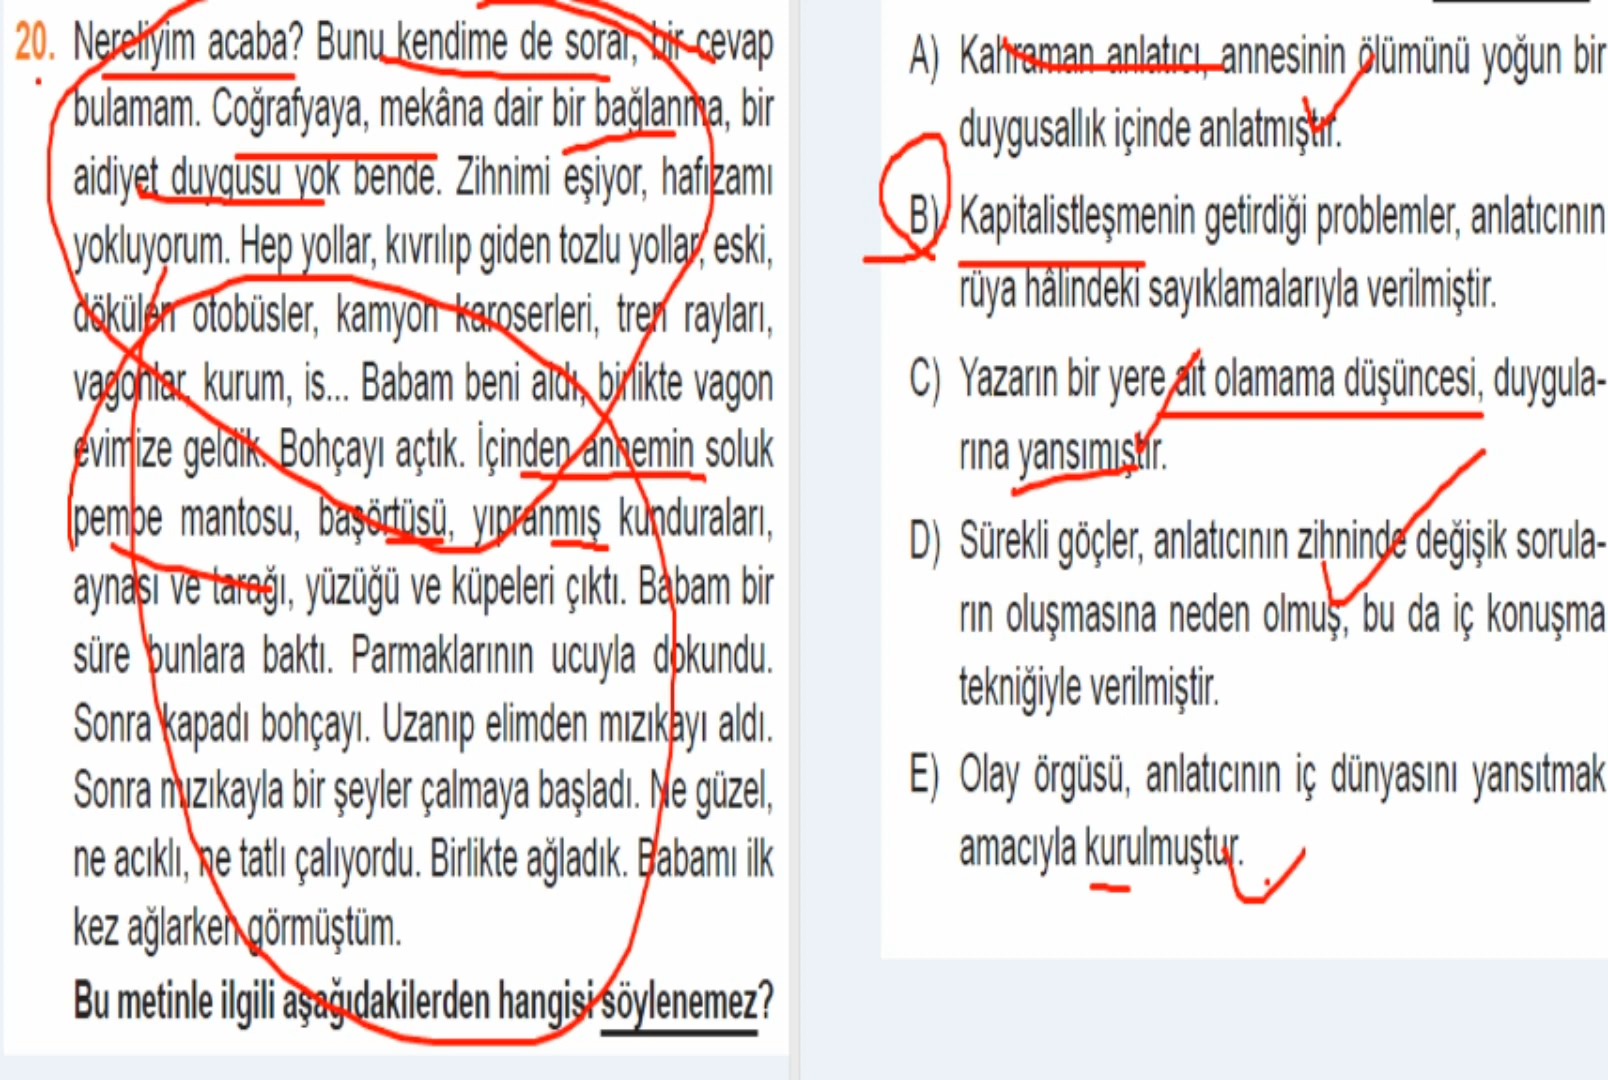 20. Nereliyim acaba? Bunu kendime de sorar, bir cevap
bulamam. Coğrafyaya, mekâna dair bir bağlanma, bir
aidiyet duygusu yok bende. Zihnimi eşiyor, hafızamı
yokluyorum. Hep yollar, kıvrılıp giden tozlu yollar, eski,
dökülen otobüsler, kamyon karoserleri, tren rayları,
vagonlar, kurum, is... Babam beni aldı, birlikte vagon
evimize geldik. Bohçayı açtık. İçinden annemin soluk
pembe mantosu, başörtüsü, yıpranmış kunduraları,
aynası ve tarağı, yüzüğü ve küpeleri çıktı. Babam bir
süre bunlara baktı. Parmaklarının ucuyla dokundu.
Sonra kapadı bohçayı. Uzanıp elimden mızıkayı aldı.
Sonra mızıkayla bir şeyler çalmaya başladı. Ne güzel,
ne acıklı, ne tatlı çalıyordu. Birlikte ağladık. Babamı ilk
kez ağlarken görmüştüm.
Bu metinle ilgili aşağıdakilerden hangisi söylenemez?
A) Kahraman anlatıcı, annesinin ölümünü yoğun bir
duygusallık içinde anlatmıştır.
B) Kapitalistleşmenin getirdiği problemler, anlatıcının
rüya hâlindeki sayıklamalarıyla verilmiştir.
C) Yazarın bir yere ait olamama düşüncesi, duygula-
rına yansımıştır.
D) Sürekli göçler, anlatıcının zihninde değişik sorula-
rın oluşmasına neden olmuş, bu da iç konuşma
tekniğiyle verilmiştir.
E) Olay örgüsü, anlatıcının iç dünyasını yansıtmak
amacıyla kurulmuştur.